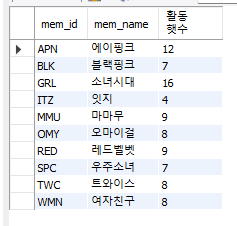 mem_id mem_name 활동
횟수
APN 에이핑크 12
BLK 블랙핑크 7
GRL 소녀시대 16
ITZ 잇지 4
MMU 마마무 9
OMY 오마이걸 8
RED 레드벨벳 9
SPC 우주소녀 7
TWC 트와이스 8
WMN 여자친구 8